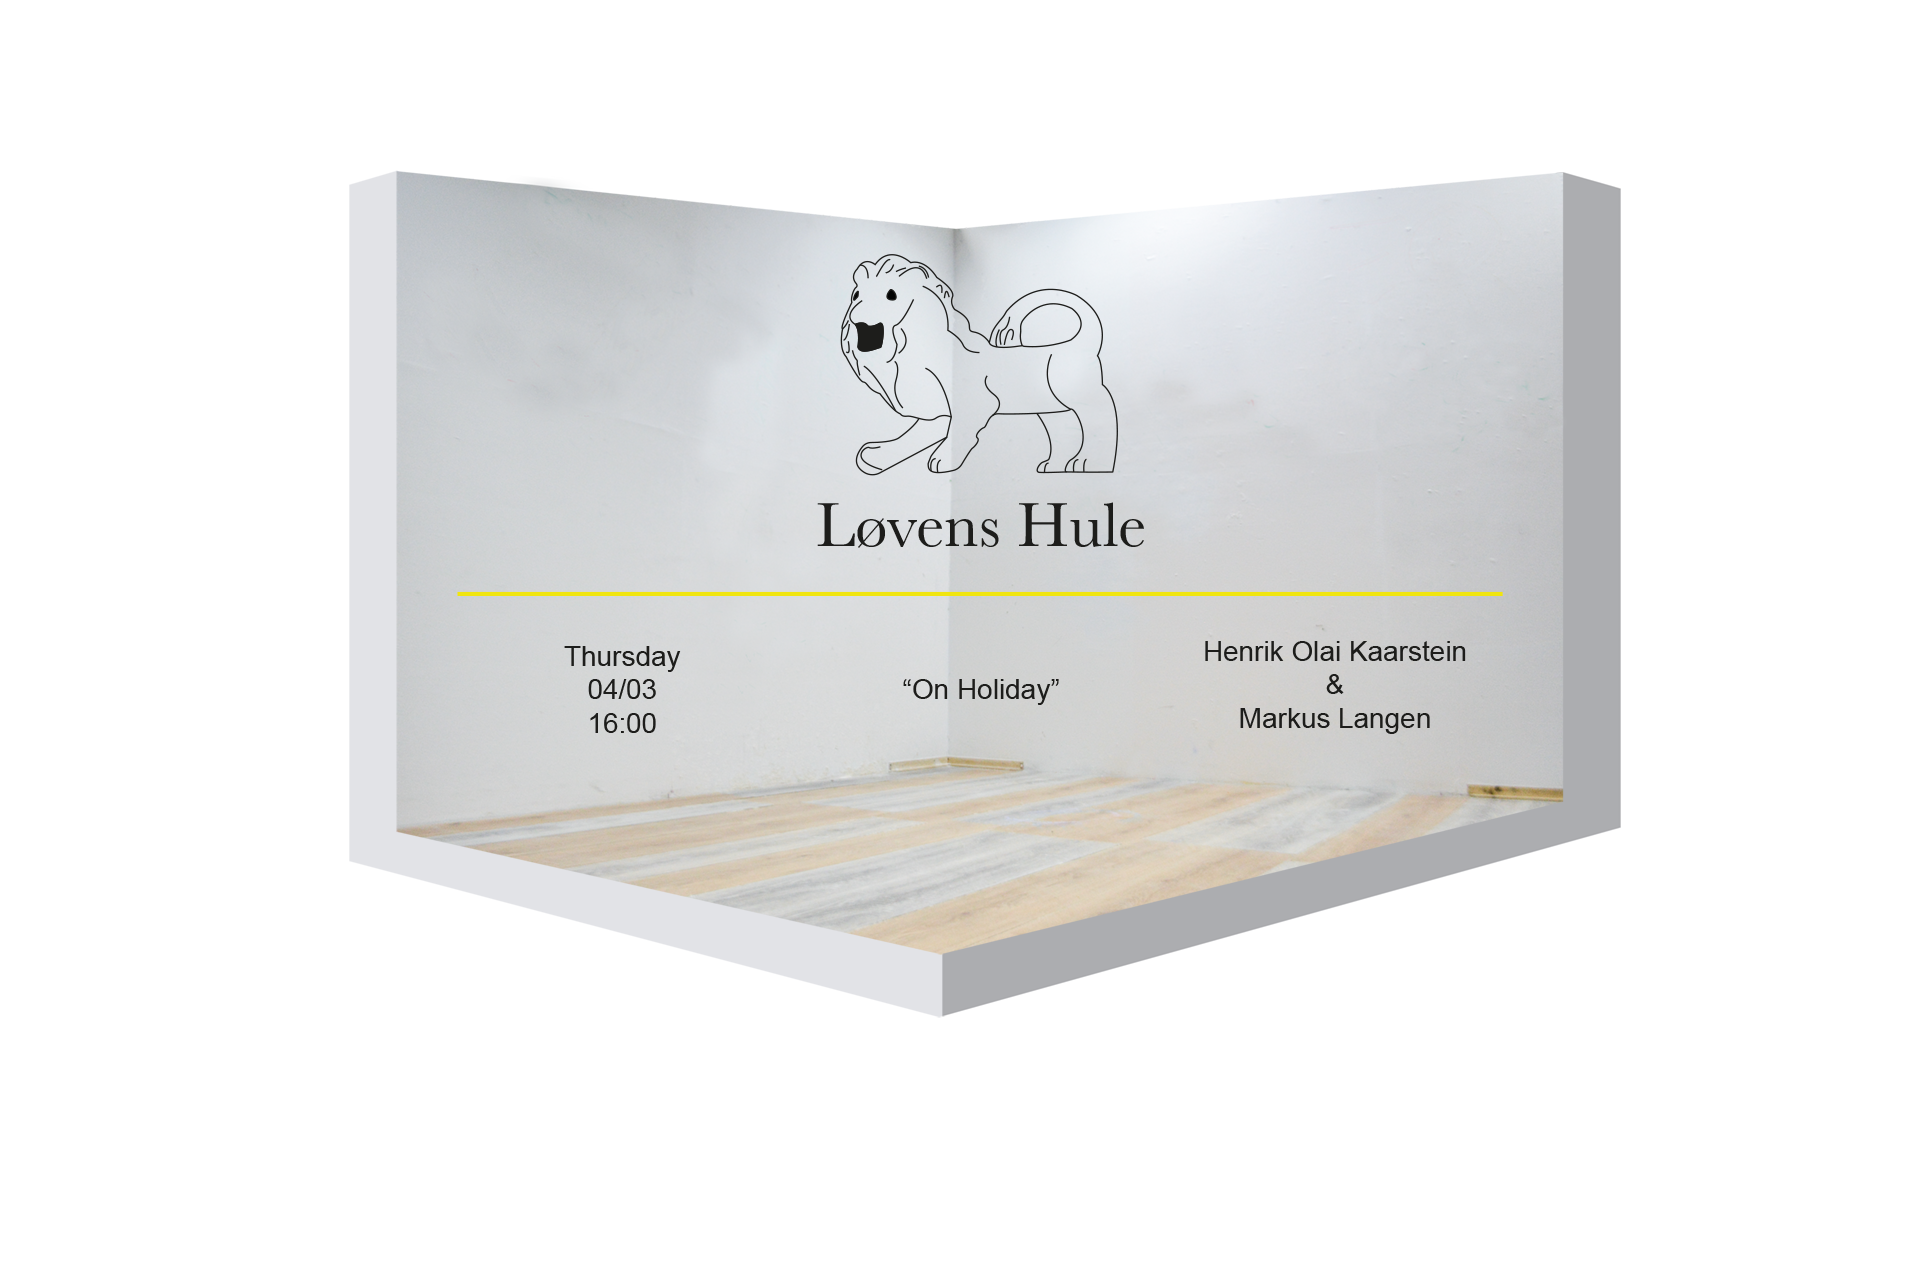 Løvens Hule
Thursday
04/03
16:00
“On Holiday”
Henrik Olai Kaarstein
&
Markus Langen